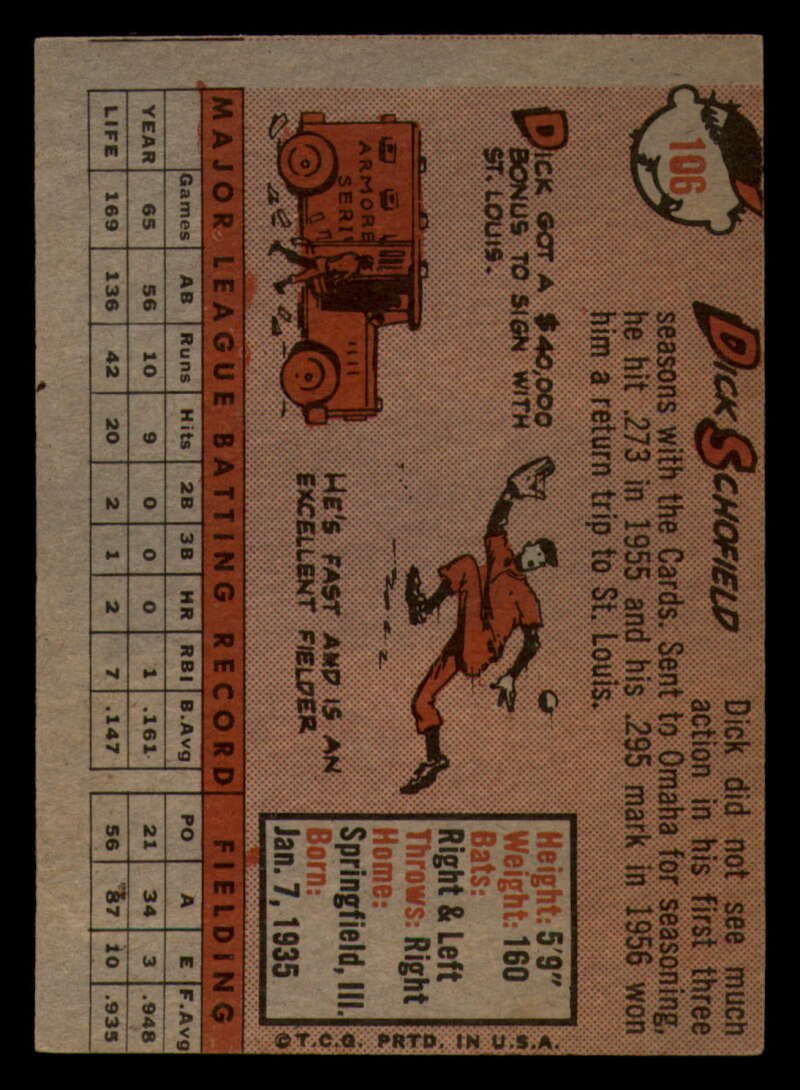 106
DICK SCHOFIELD
Dick did not see much
action in his first three
seasons with the Cards. Sent to Omaha for seasoning,
he hit .273 in 1955 and his .295 mark in 1956 won
him a return trip to St. Louis.
DICK GOT A $40,000
BONUS TO SIGN WITH
ST. LOUIS.
ARMORE
SERI
HE'S FAST AND IS AN
EXCELLENT FIELDER
Height: 5'9"
Weight: 160
Bats:
Right & Left
Throws: Right
Home:
Springfield, Ill.
Born:
Jan. 7, 1935
©T.C.G. PRTD. IN U.S.A.
MAJOR LEAGUE BATTING RECORD FIELDING
Games AB Runs Hits 2B 3B HR RBI B.Avg PO A E F.Avg
YEAR 65 56 10 9 0 0 0 1 .161 21 34 3 .948
LIFE 169 136 42 20 2 1 2 7 .147 56 87 10 .935